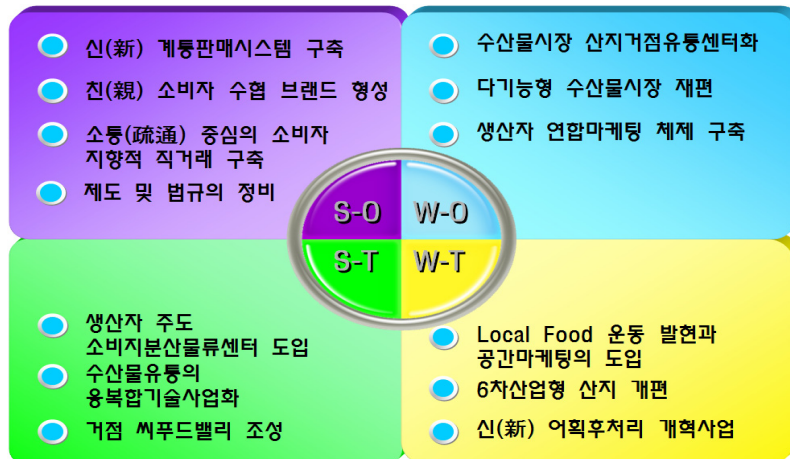 신(新) 계통판매시스템 구축
친(親) 소비자 수협 브랜드 형성
소통(疏通) 중심의 소비자
지향적 직거래 구축
제도 및 법규의 정비
수산물시장 산지거점유통센터화
다기능형 수산물시장 재편
생산자 연합마케팅 체제 구축
S-O
W-O
S-T
W-T
생산자 주도
소비지분산물류센터 도입
수산물유통의
융복합기술사업화
거점 씨푸드밸리 조성
Local Food 운동 발현과
공간마케팅의 도입
6차산업형 산지 개편
신(新) 어획후처리 개혁사업